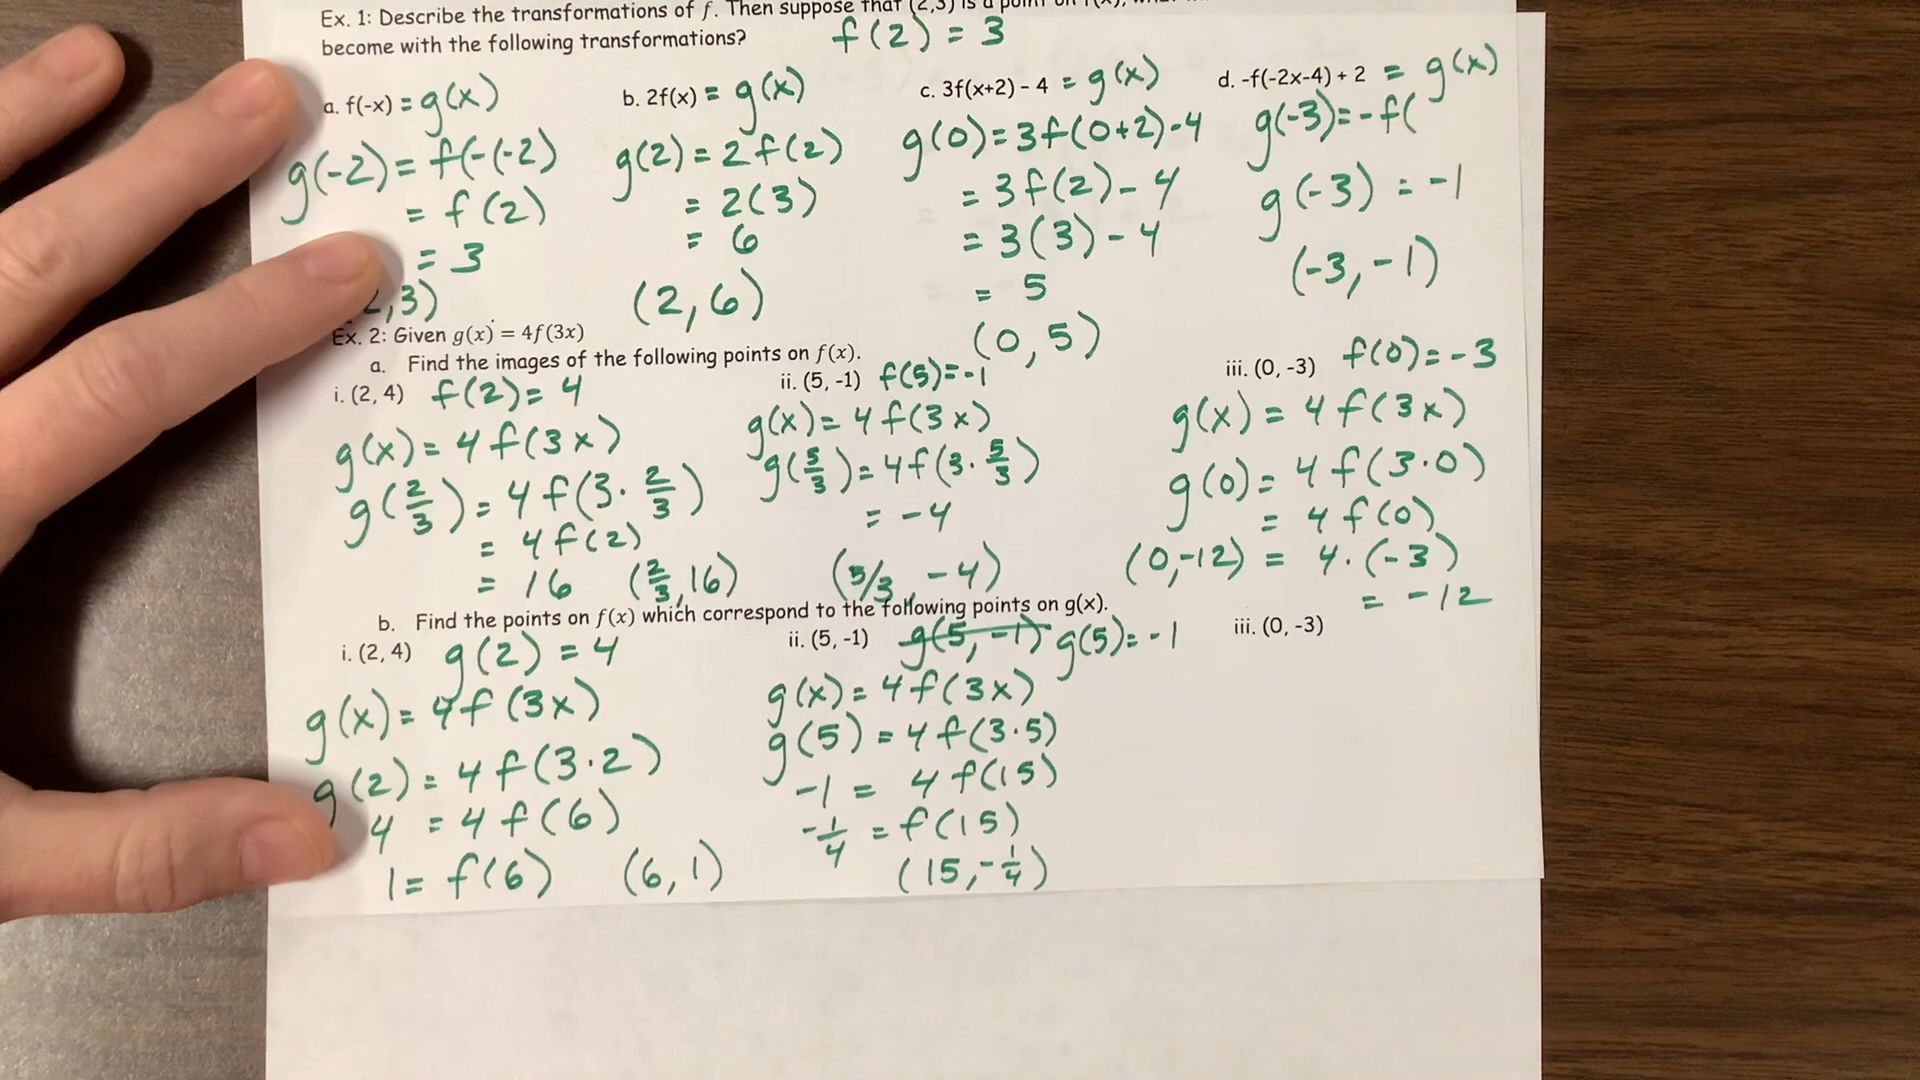 Ex. 1: Describe the transformations of f. Then suppose that (2,3) is a point on f(x),
become with the following transformations? f(2) = 3
a. f(-x) = g(x)
g(-2) = f(-(-2)
= f(2)
= 3
,3)
b. 2f(x) = g(x)
g(2) = 2f(2)
= 2(3)
= 6
(2,6)
c. 3f(x+2) - 4 = g(x)
g(0) = 3f(0+2)-4
= 3f(2) - 4
= 3(3) - 4
= 5
(0,5)
d. -f(-2x-4) + 2 = g(x)
g(-3) = -f(
g(-3) = -1
(-3,-1)
Ex. 2: Given g(x) = 4f(3x)
a. Find the images of the following points on f(x).
i. (2, 4) f(2) = 4
g(x) = 4f(3x)
g(2/3) = 4f(3·2/3)
= 4f(2)
= 16 (2/3,16)
ii. (5, -1) f(5)=-1
g(x) = 4f(3x)
g(5/3) = 4f(3·5/3)
= -4
(5/3, -4)
iii. (0, -3) f(0) = -3
g(x) = 4f(3x)
g(0) = 4f(3·0)
= 4f(0)
(0,-12) = 4·(-3)
= -12
b. Find the points on f(x) which correspond to the following points on g(x).
i. (2, 4) g(2) = 4
g(x) = 4f(3x)
g(2) = 4f(3·2)
4 = 4f(6)
1 = f(6) (6,1)
ii. (5, -1) g(5,-1) g(5) = -1
g(x) = 4f(3x)
g(5) = 4f(3·5)
-1 = 4f(15)
-1/4 = f(15)
(15,-1/4)
iii. (0, -3)